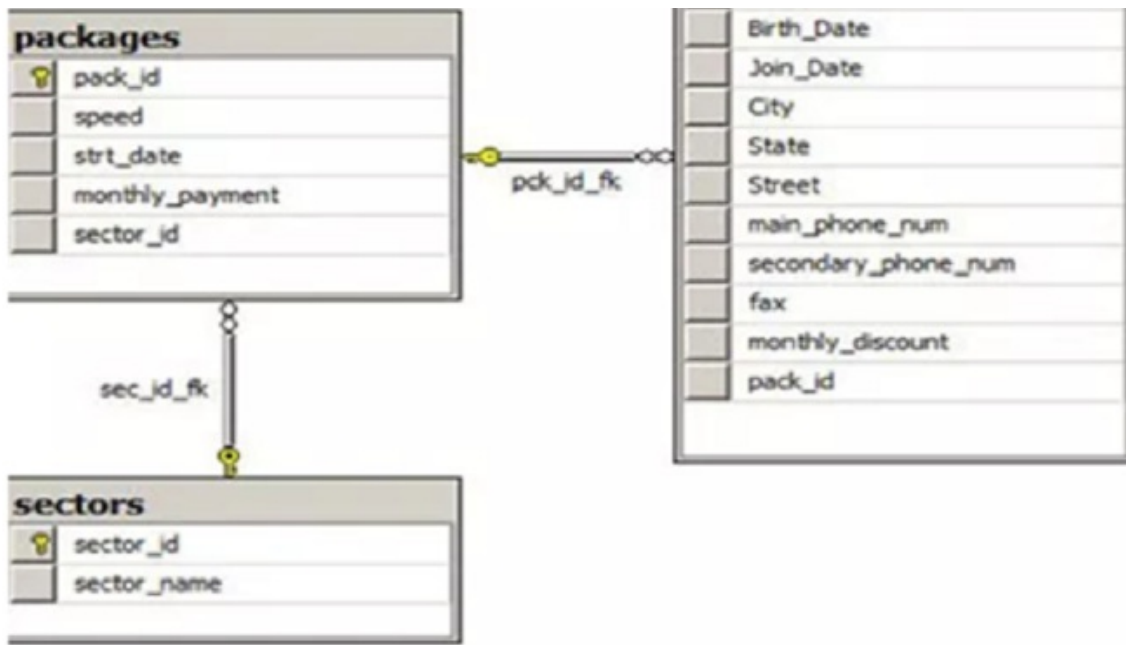 packages
pack_id
speed
strt_date
monthly_payment
sector_id
pck_id_fk
Birth_Date
Join_Date
City
State
Street
main_phone_num
secondary_phone_num
fax
monthly_discount
pack_id
sec_id_fk
sectors
sector_id
sector_name